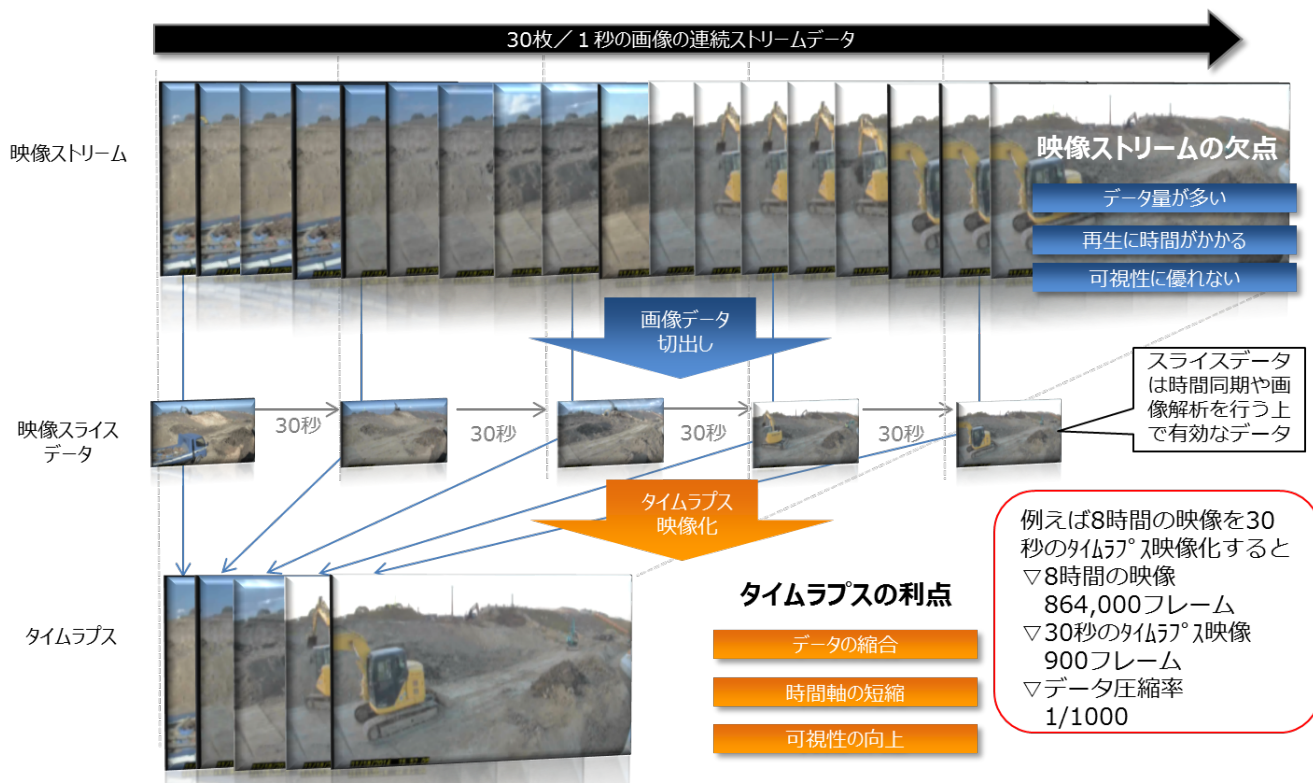 30枚／１秒の画像の連続ストリームデータ
映像ストリーム
映像ストリームの欠点
データ量が多い
再生に時間がかかる
可視性に優れない
画像データ
切出し
スライスデータ
は時間同期や画
像解析を行う上
で有効なデータ
映像スライス
データ
30秒
30秒
30秒
30秒
タイムラプス
映像化
例えば8時間の映像を30
秒のﾀｲﾑﾗﾌﾟｽ映像化すると
▽8時間の映像
864,000フレーム
▽30秒のﾀｲﾑﾗﾌﾟｽ映像
900フレーム
▽データ圧縮率
1/1000
タイムラプス
タイムラプスの利点
データの縮合
時間軸の短縮
可視性の向上